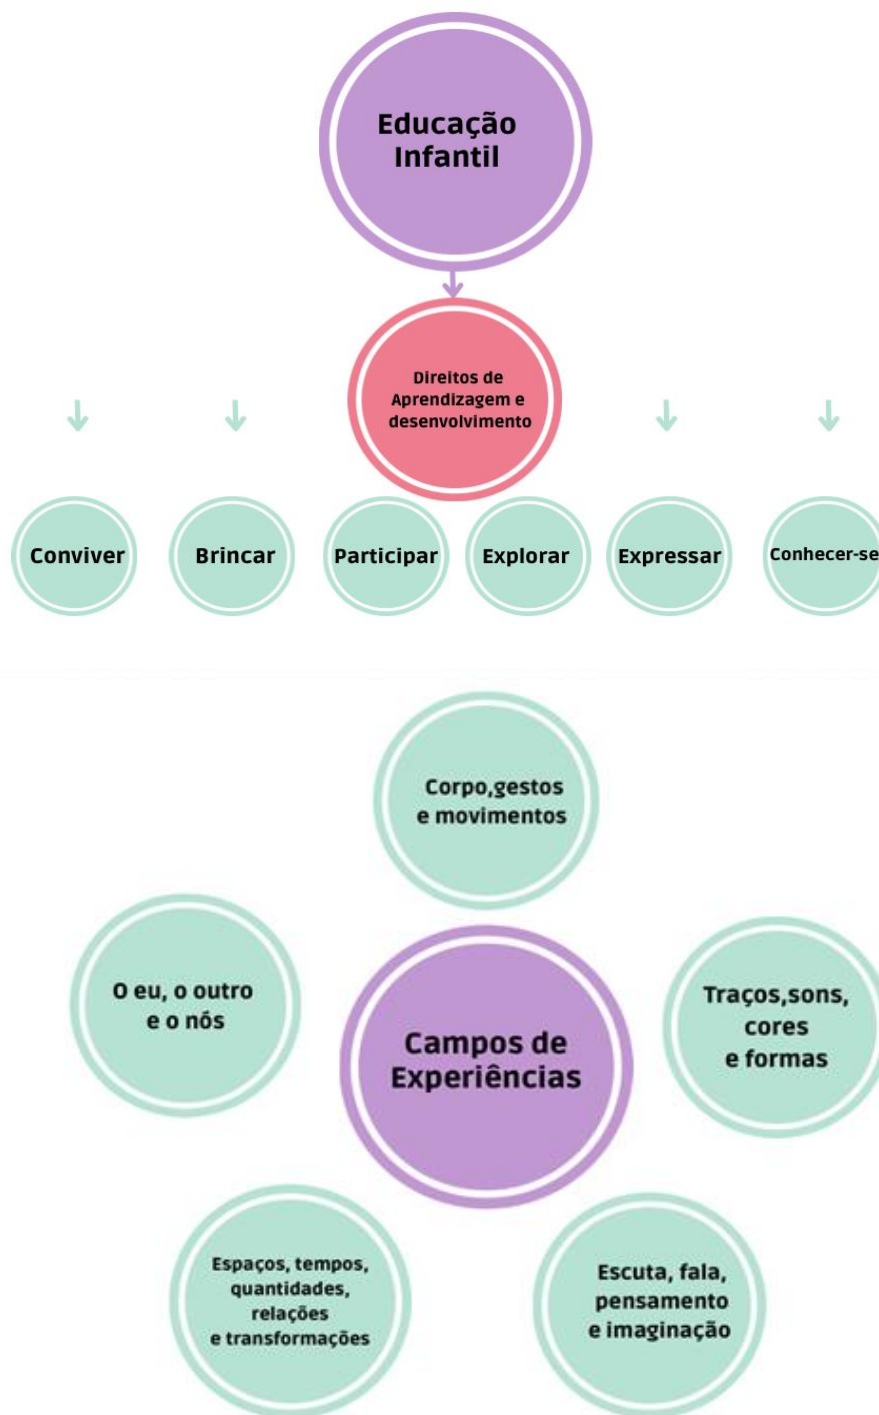 Educação
Infantil
Direitos de
Aprendizagem e
desenvolvimento
Conviver
Brincar
Participar
Explorar
Expressar
Conhecer-se
Corpo,gestos
e movimentos
O eu, o outro
e o nós
Traços,sons,
cores
e formas
Campos de
Experiências
Espaços, tempos,
quantidades,
relações
e transformações
Escuta, fala,
pensamento
e imaginação